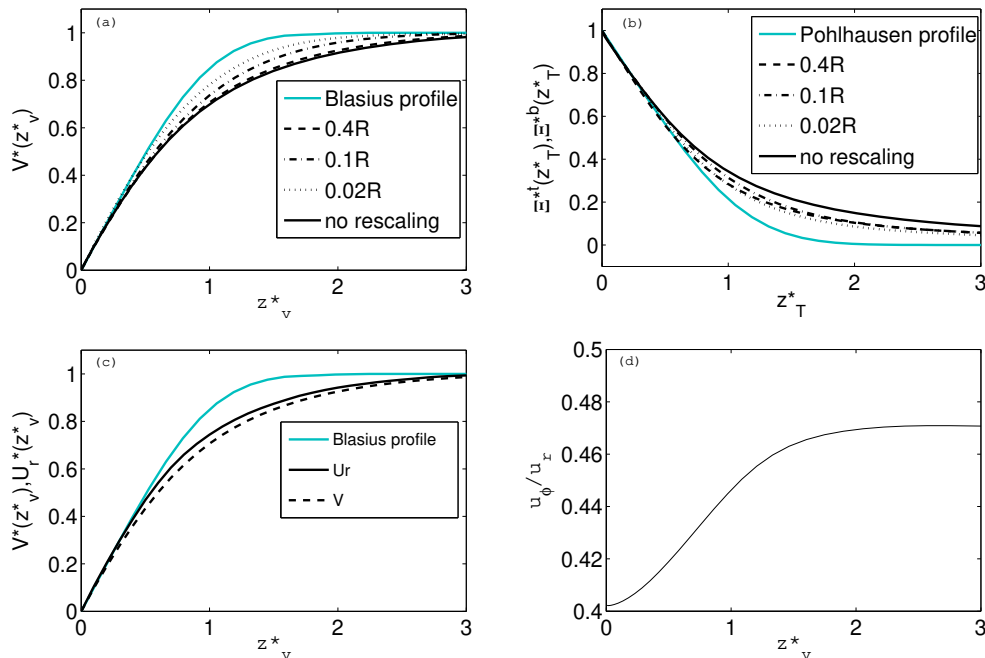 (a)
1
0.8
0.6
0.4
0.2
0
V*(z*v)
Blasius profile
0.4R
0.1R
0.02R
no rescaling
0
1
2
3
z*v
(b)
1
0.8
0.6
0.4
0.2
0
Ξ*t(z*T),Ξ*b(z*T)
Pohlhausen profile
0.4R
0.1R
0.02R
no rescaling
0
1
2
3
z*T
(c)
1
0.8
0.6
0.4
0.2
0
V*(z*v),Ur*(z*v)
Blasius profile
Ur
V
0
1
2
3
z*v
(d)
0.5
0.48
0.46
0.44
0.42
0.4
uϕ/ur
0
1
2
3
z*v